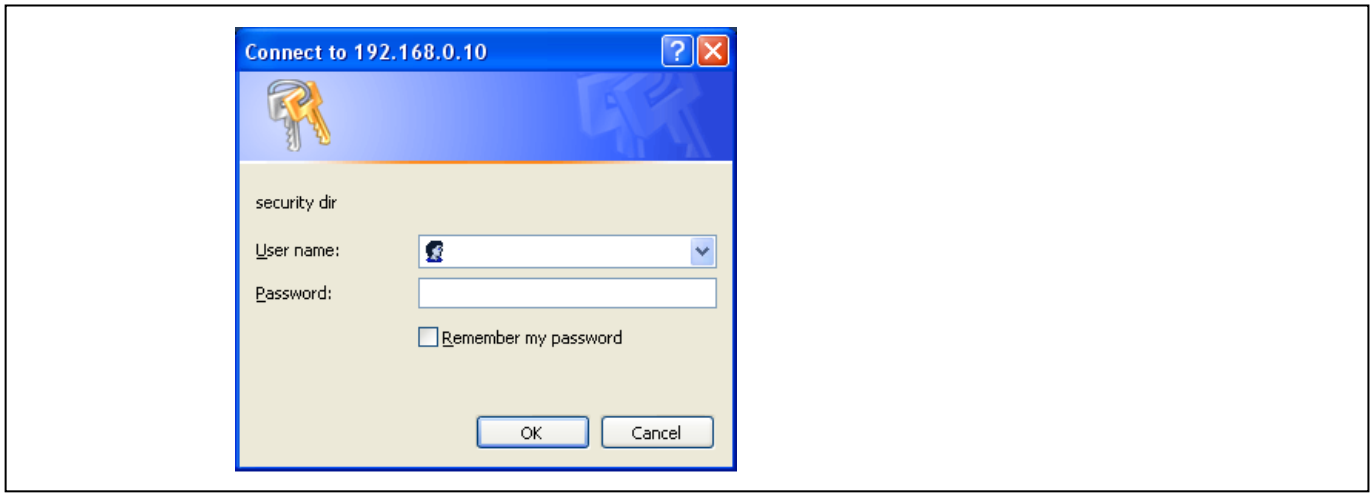 Connect to 192.168.0.10
?
security dir
User name:
Password:
Remember my password
OK Cancel